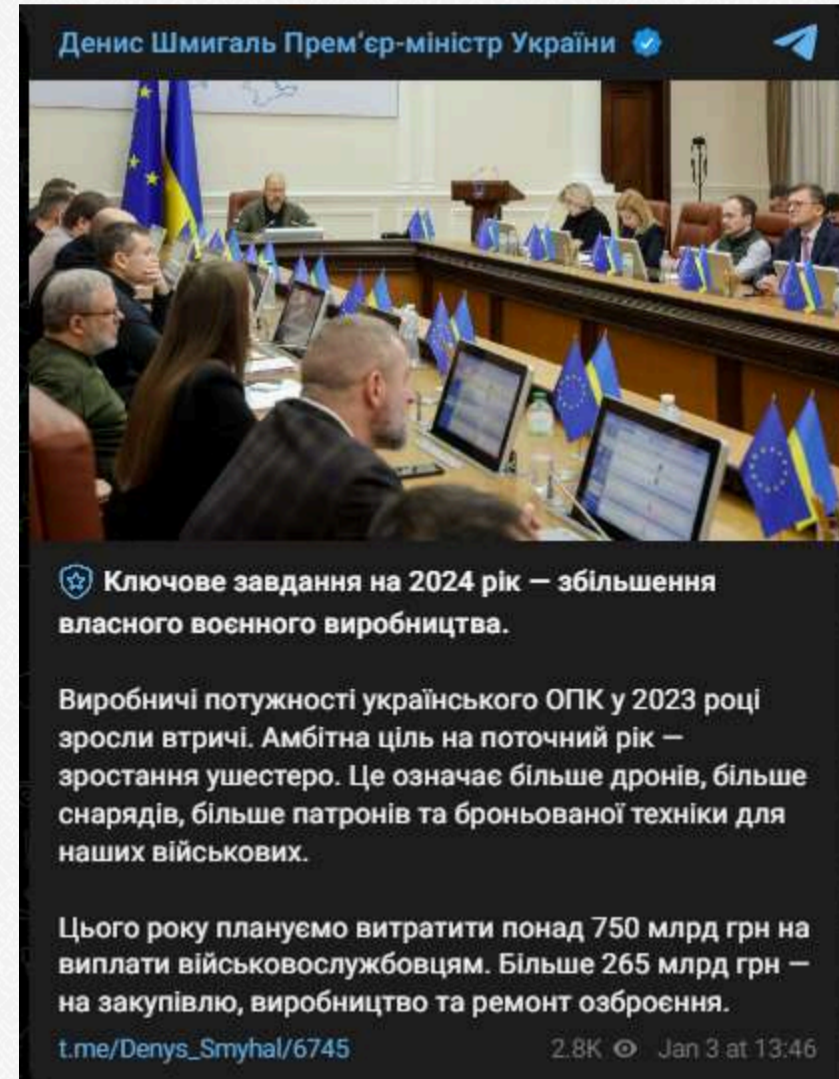 Денис Шмигаль Прем'єр-міністр України
Ключове завдання на 2024 рік — збільшення
власного воєнного виробництва.
Виробничі потужності українського ОПК у 2023 році
зросли втричі. Амбітна ціль на поточний рік —
зростання ушестеро. Це означає більше дронів, більше
снарядів, більше патронів та броньованої техніки для
наших військових.
Цього року плануємо витратити понад 750 млрд грн на
виплати військовослужбовцям. Більше 265 млрд грн —
на закупівлю, виробництво та ремонт озброєння.
t.me/Denys_Smyhal/6745 2.8K Jan 3 at 13:46